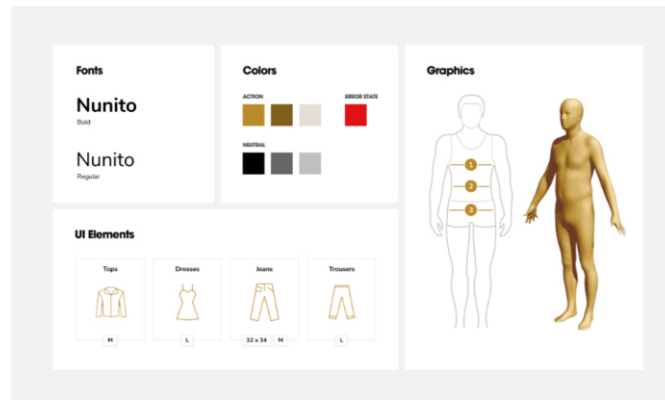 Fonts
Nunito
Bold
Nunito
Regular
Colors
ACTION
ERROR STATE
NEUTRAL
Graphics
1
2
3
UI Elements
Tops
Dresses
Jeans
Trousers
M
L
32 x 34
M
L